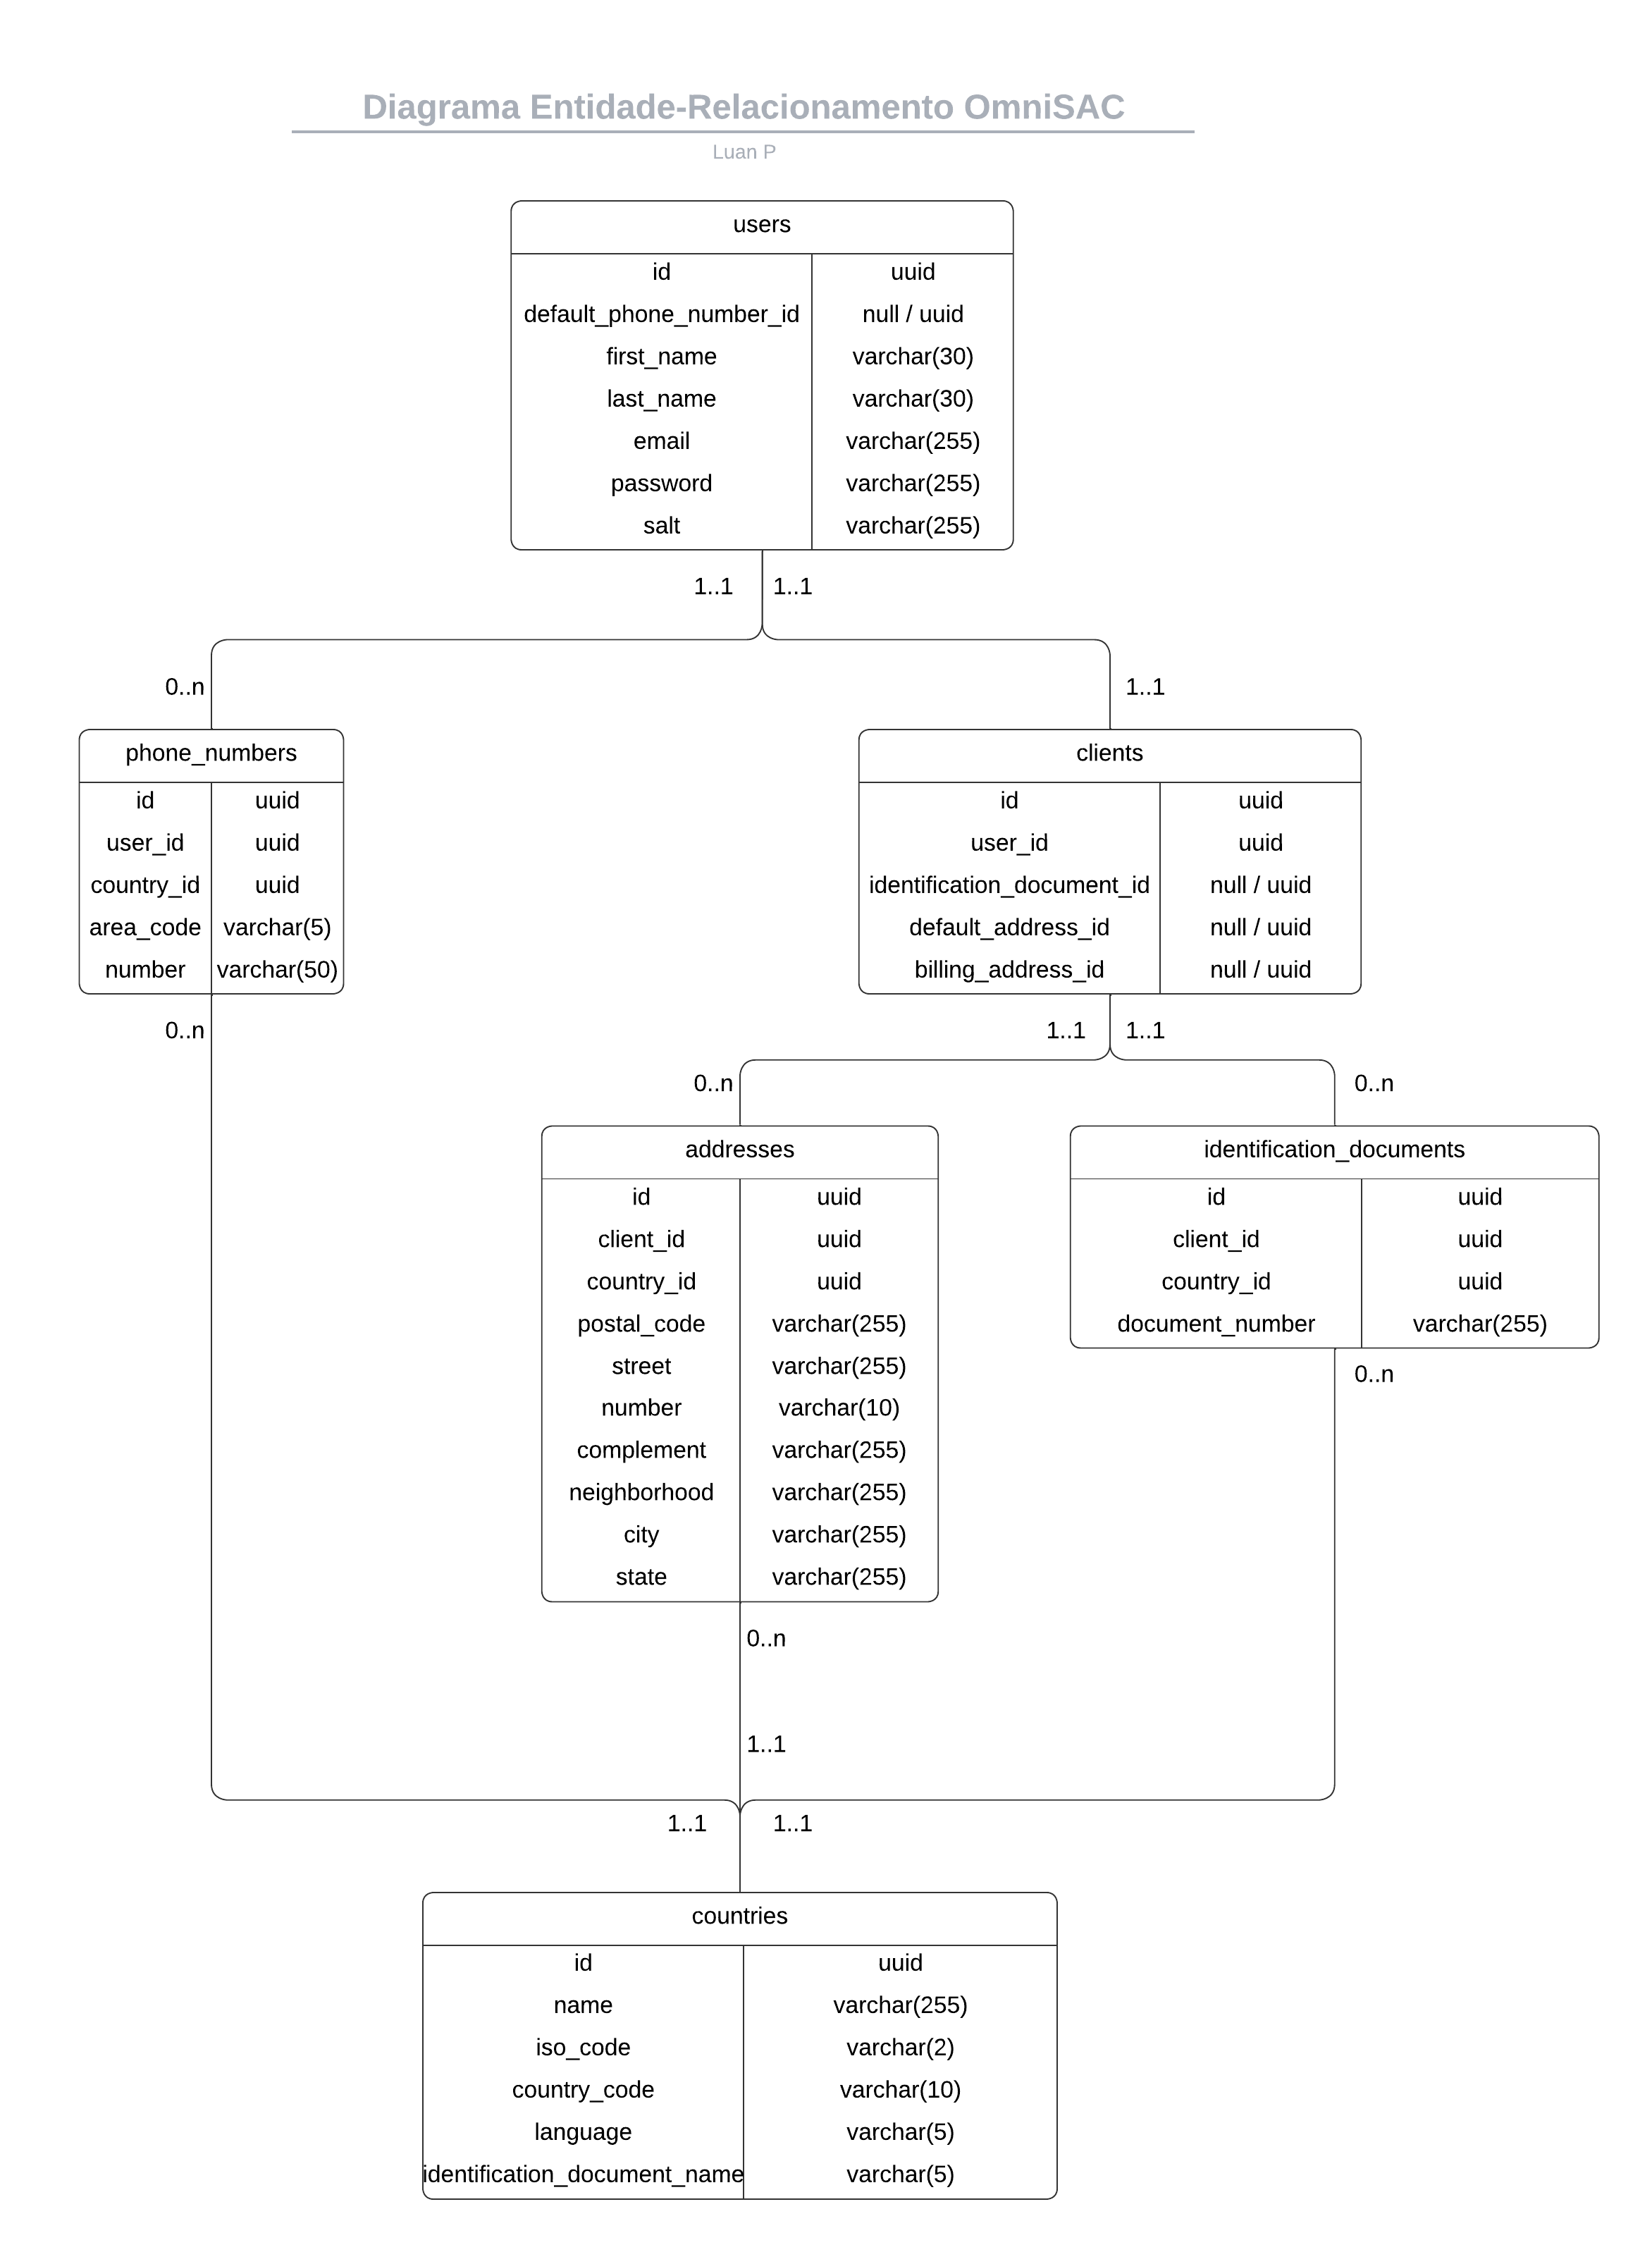 Diagrama Entidade-Relacionamento OmniSAC
Luan P
users
id uuid
default_phone_number_id null / uuid
first_name varchar(30)
last_name varchar(30)
email varchar(255)
password varchar(255)
salt varchar(255)
1..1 1..1
0..n 1..1
phone_numbers
id uuid
user_id uuid
country_id uuid
area_code varchar(5)
number varchar(50)
0..n
clients
id uuid
user_id uuid
identification_document_id null / uuid
default_address_id null / uuid
billing_address_id null / uuid
1..1 1..1
0..n 0..n
addresses
id uuid
client_id uuid
country_id uuid
postal_code varchar(255)
street varchar(255)
number varchar(10)
complement varchar(255)
neighborhood varchar(255)
city varchar(255)
state varchar(255)
0..n
identification_documents
id uuid
client_id uuid
country_id uuid
document_number varchar(255)
0..n
1..1
1..1 1..1
countries
id uuid
name varchar(255)
iso_code varchar(2)
country_code varchar(10)
language varchar(5)
identification_document_name varchar(5)